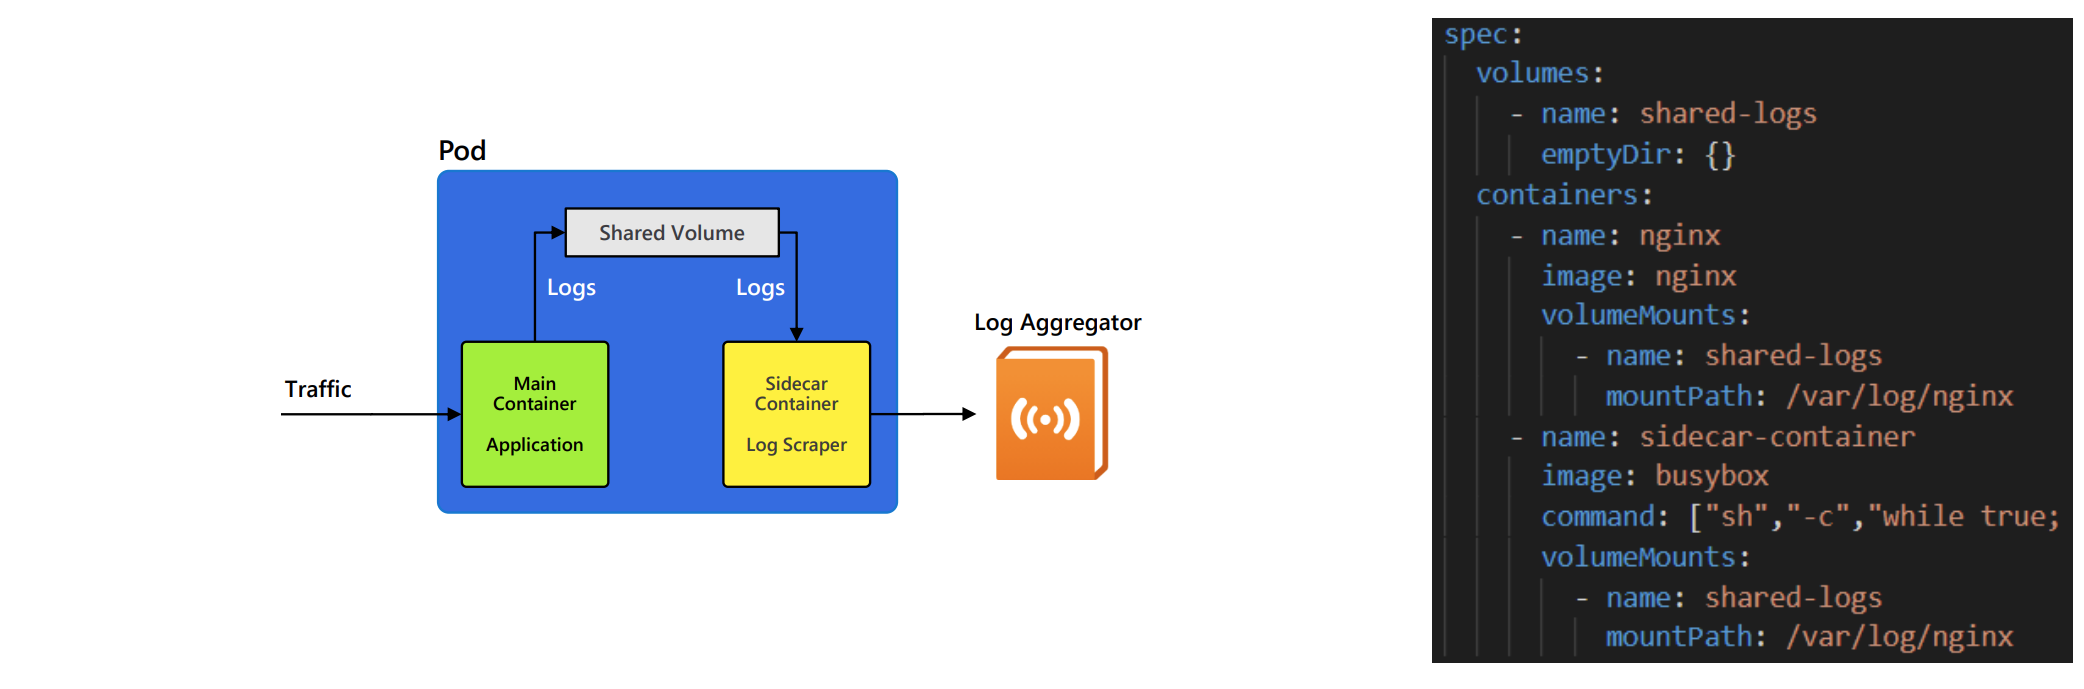 Pod
Shared Volume
Logs
Logs
Main
Container
Application
Sidecar
Container
Log Scraper
Traffic
Log Aggregator
spec:
  volumes:
    - name: shared-logs
      emptyDir: {}
  containers:
    - name: nginx
      image: nginx
      volumeMounts:
        - name: shared-logs
          mountPath: /var/log/nginx
    - name: sidecar-container
      image: busybox
      command: ["sh","-c","while true;
      volumeMounts:
        - name: shared-logs
          mountPath: /var/log/nginx